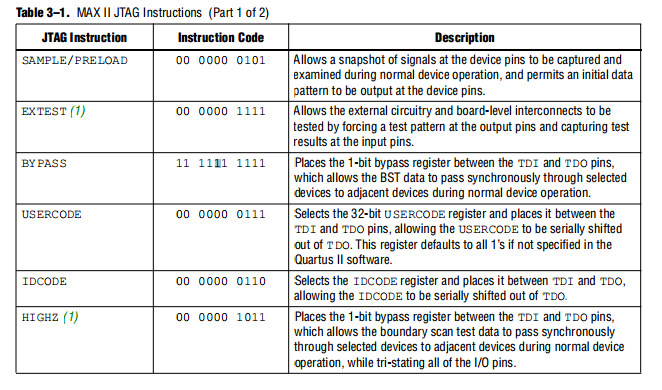 Table 3–1. MAX II JTAG Instructions (Part 1 of 2)
JTAG Instruction Instruction Code Description
SAMPLE/PRELOAD 00 0000 0101 Allows a snapshot of signals at the device pins to be captured and
examined during normal device operation, and permits an initial data
pattern to be output at the device pins.
EXTEST (1) 00 0000 1111 Allows the external circuitry and board-level interconnects to be
tested by forcing a test pattern at the output pins and capturing test
results at the input pins.
BYPASS 11 1111 1111 Places the 1-bit bypass register between the TDI and TDO pins,
which allows the BST data to pass synchronously through selected
devices to adjacent devices during normal device operation.
USERCODE 00 0000 0111 Selects the 32-bit USERCODE register and places it between the
TDI and TDO pins, allowing the USERCODE to be serially shifted
out of TDO. This register defaults to all 1's if not specified in the
Quartus II software.
IDCODE 00 0000 0110 Selects the IDCODE register and places it between TDI and TDO,
allowing the IDCODE to be serially shifted out of TDO.
HIGHZ (1) 00 0000 1011 Places the 1-bit bypass register between the TDI and TDO pins,
which allows the boundary scan test data to pass synchronously
through selected devices to adjacent devices during normal device
operation, while tri-stating all of the I/O pins.